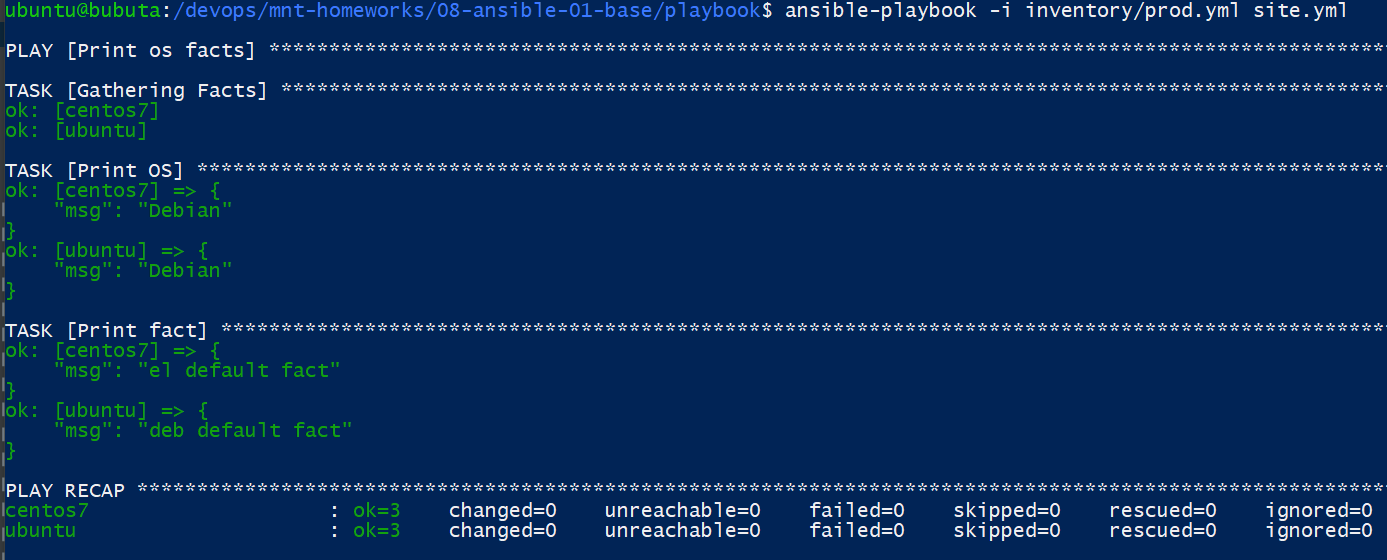 ubuntu@bubuta:/devops/mnt-homeworks/08-ansible-01-base/playbook$ ansible-playbook -i inventory/prod.yml site.yml
PLAY [Print os facts] *********************************************************************************************
TASK [Gathering Facts] ********************************************************************************************
ok: [centos7]
ok: [ubuntu]
TASK [Print OS] ***************************************************************************************************
ok: [centos7] => {
    "msg": "Debian"
}
ok: [ubuntu] => {
    "msg": "Debian"
}
TASK [Print fact] *************************************************************************************************
ok: [centos7] => {
    "msg": "el default fact"
}
ok: [ubuntu] => {
    "msg": "deb default fact"
}
PLAY RECAP ********************************************************************************************************
centos7                    : ok=3    changed=0    unreachable=0    failed=0    skipped=0    rescued=0    ignored=0
ubuntu                     : ok=3    changed=0    unreachable=0    failed=0    skipped=0    rescued=0    ignored=0